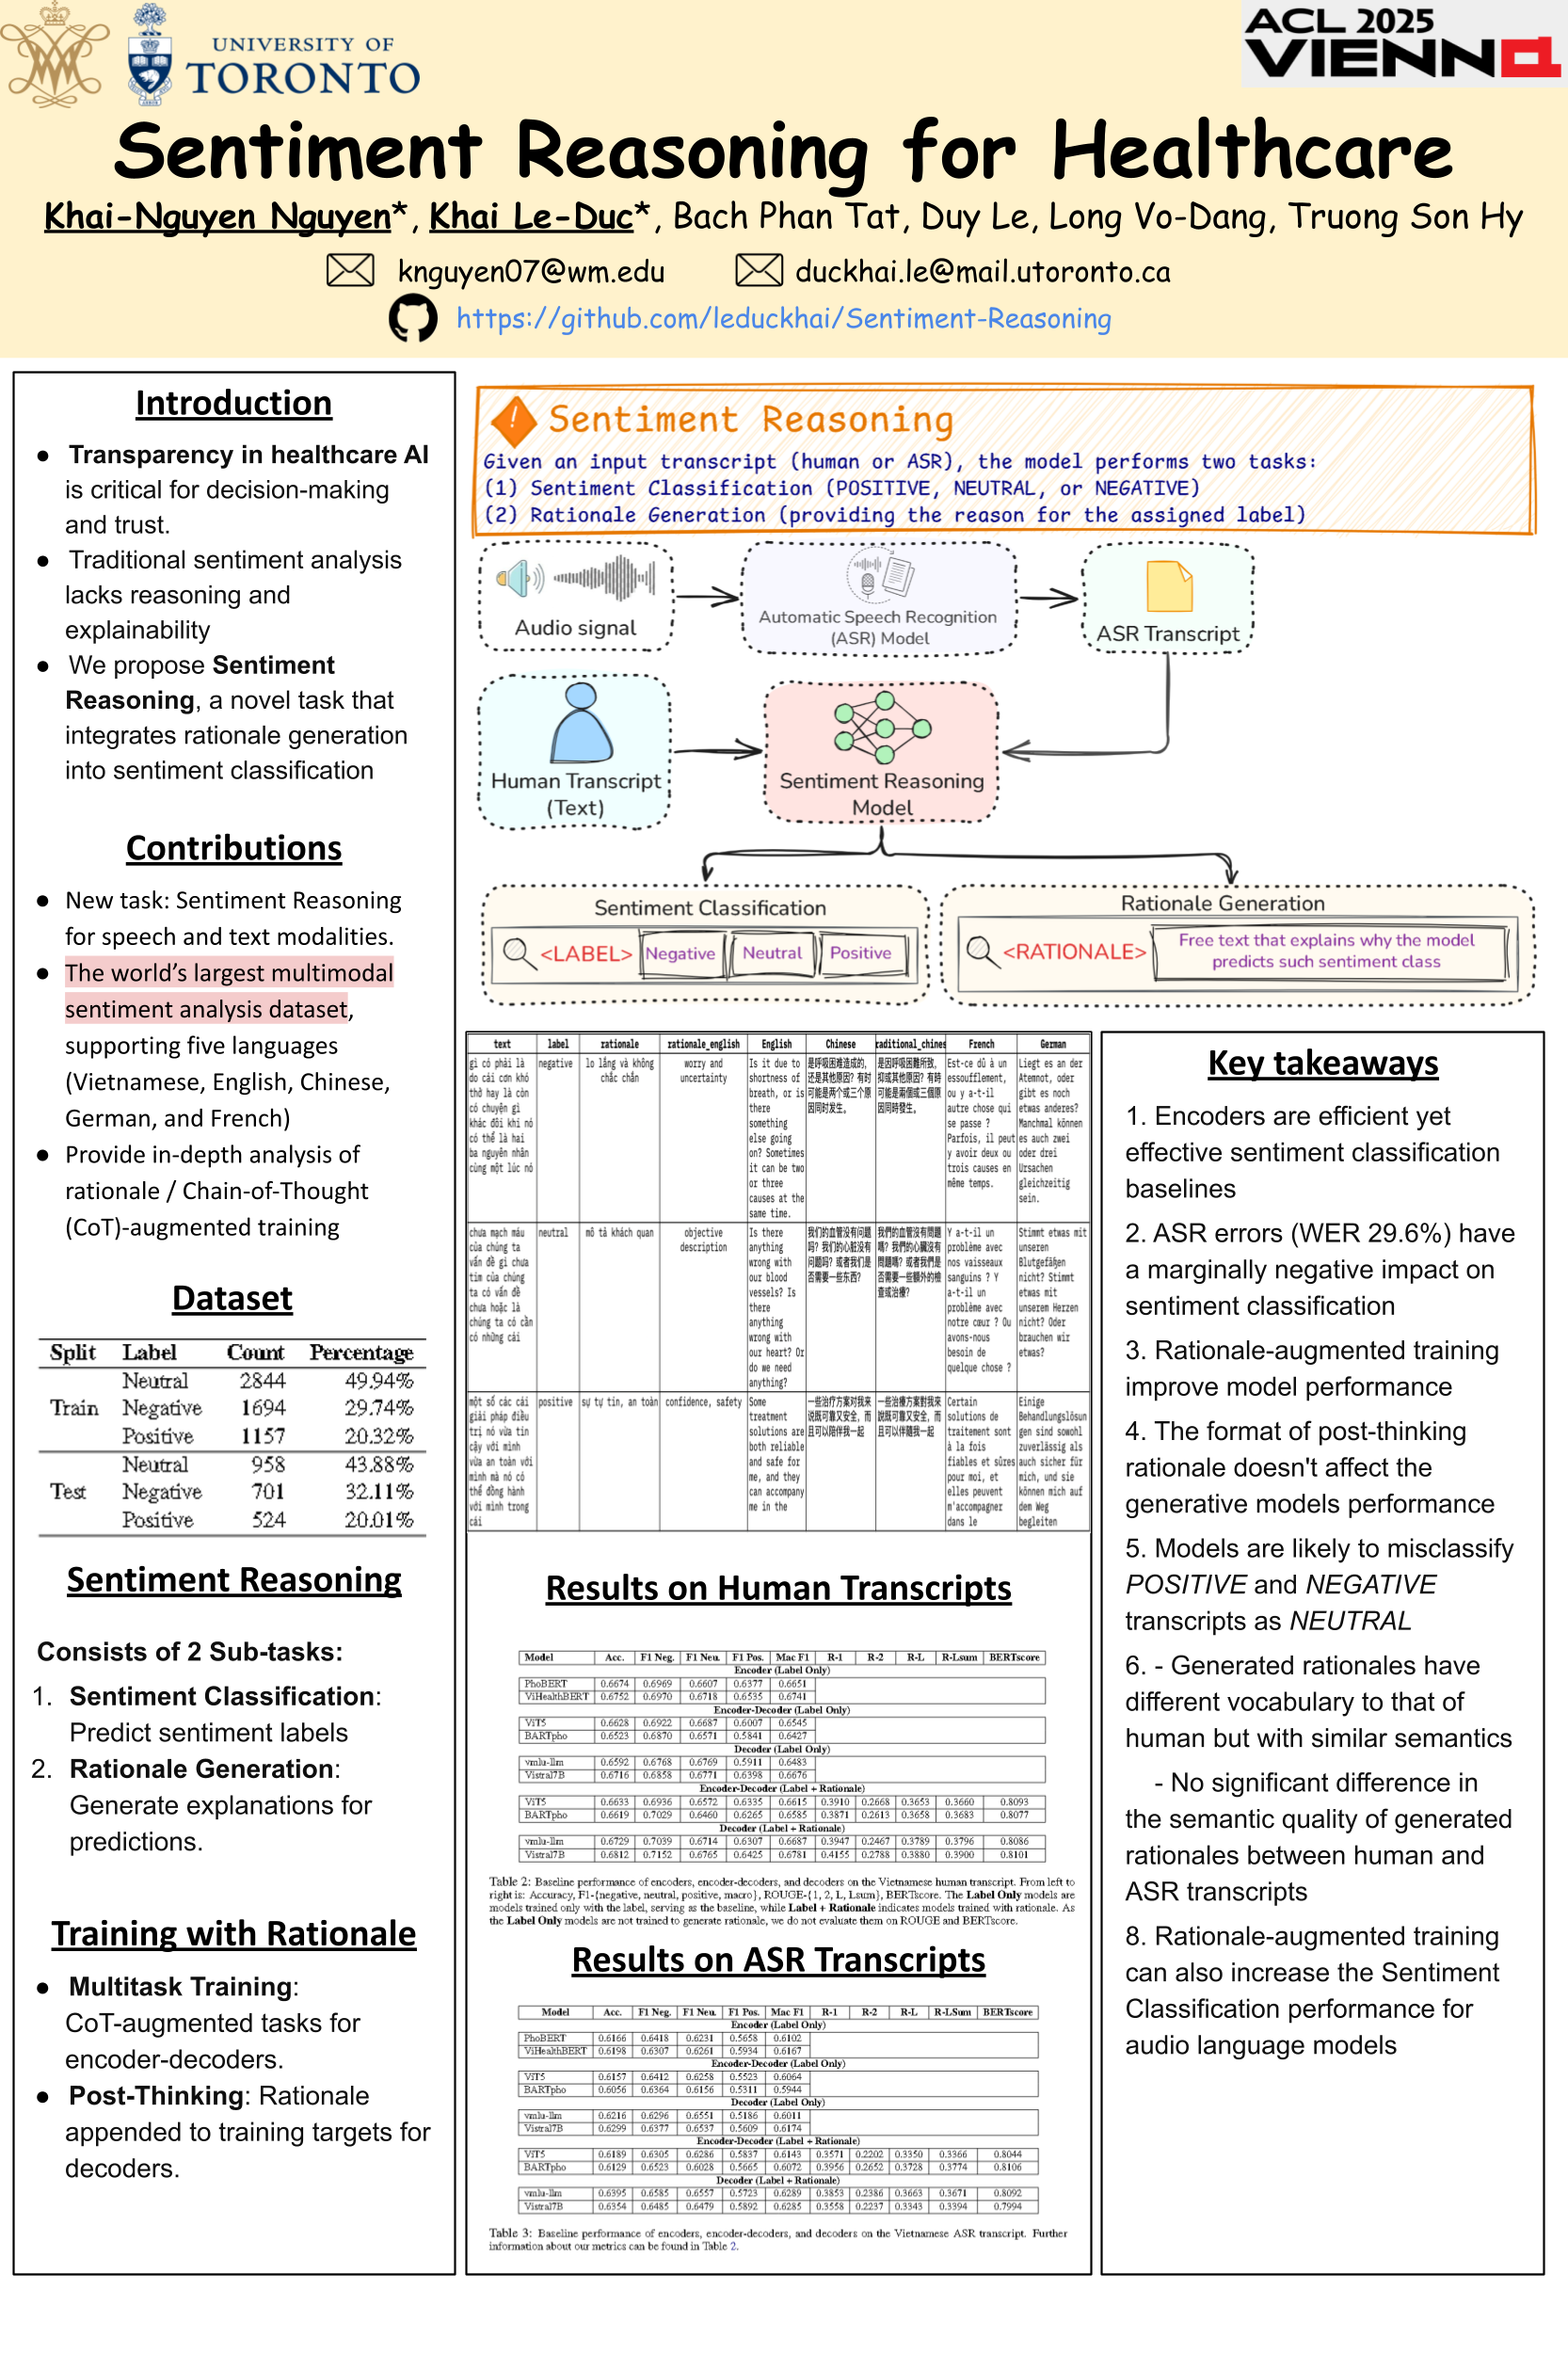 UNIVERSITY OF
TORONTO
ACL 2025
VIENNA
Sentiment Reasoning for Healthcare
Khai-Nguyen Nguyen*, Khai Le-Duc*, Bach Phan Tat, Duy Le, Long Vo-Dang, Truong Son Hy
knguyen07@wm.edu duckhai.le@mail.utoronto.ca
https://github.com/leduckhai/Sentiment-Reasoning
Introduction
● Transparency in healthcare AI
is critical for decision-making
and trust.
● Traditional sentiment analysis
lacks reasoning and
explainability
● We propose Sentiment
Reasoning, a novel task that
integrates rationale generation
into sentiment classification
Contributions
● New task: Sentiment Reasoning
for speech and text modalities.
● The world's largest multimodal
sentiment analysis dataset,
supporting five languages
(Vietnamese, English, Chinese,
German, and French)
● Provide in-depth analysis of
rationale / Chain-of-Thought
(CoT)-augmented training
Dataset
Split Label Count Percentage
Neutral 2844 49.94%
Train Negative 1694 29.74%
Positive 1157 20.32%
Neutral 958 43.88%
Test Negative 701 32.11%
Positive 524 20.01%
Sentiment Reasoning
Consists of 2 Sub-tasks:
1. Sentiment Classification:
Predict sentiment labels
2. Rationale Generation:
Generate explanations for
predictions.
Training with Rationale
● Multitask Training:
CoT-augmented tasks for
encoder-decoders.
● Post-Thinking: Rationale
appended to training targets for
decoders.
! Sentiment Reasoning
Given an input transcript (human or ASR), the model performs two tasks:
(1) Sentiment Classification (POSITIVE, NEUTRAL, or NEGATIVE)
(2) Rationale Generation (providing the reason for the assigned label)
Audio signal
Automatic Speech Recognition
(ASR) Model
ASR Transcript
Human Transcript
(Text)
Sentiment Reasoning
Model
Sentiment Classification
<LABEL> Negative Neutral Positive
Rationale Generation
<RATIONALE> Free text that explains why the model
predicts such sentiment class
text label rationale rationale_english English Chinese raditional_chines French German
gì có phải là
do cái cơn khó
thở hay là còn
có chuyện gì
khác đôi khi nó
có thể là hai
ba nguyên nhân
cùng một lúc nó
negative
lo lắng và không
chắc chắn
worry and
uncertainty
Is it due to
shortness of
breath, or is
there
something
else going
on? Sometimes
it can be two
or three
causes at the
same time.
是呼吸困难造成的,
还是其他原因? 有时
可能是两个或三个原
因同时发生。
是因呼吸困難所致,
抑或其他原因? 有時
可能是兩個或三個原
因同時發生。
Est-ce dû à un
essoufflement,
ou y a-t-il
autre chose qui
se passe ?
Parfois, il peut
y avoir deux ou
trois causes en
même temps.
Liegt es an der
Atemnot, oder
gibt es noch
etwas anderes?
Manchmal können
es auch zwei
oder drei
Ursachen
gleichzeitig
sein.
chưa mạch máu
của chúng ta
vấn đề gì chưa
tim của chúng
ta có vấn đề
chưa hoặc là
chúng ta có cần
có những cái
neutral
mô tả khách quan
objective
description
Is there
anything
wrong with
our blood
vessels? Is
there
anything
wrong with
our heart? Or
do we need
anything?
我们的血管没有问题
吗? 我们的心脏没有
问题吗? 或者我们是
否需要一些东西?
我們的血管沒有問題
嗎? 我們的心臟沒有
問題嗎? 或者我們是
否需要一些額外的檢
查或治療?
Y a-t-il un
problème avec
nos vaisseaux
sanguins ? Y
a-t-il un
problème avec
notre cœur ? Ou
avons-nous
besoin de
quelque chose ?
Stimmt etwas mit
unseren
Blutgefäßen
nicht? Stimmt
etwas mit
unserem Herzen
nicht? Oder
brauchen wir
etwas?
một số các cái
giải pháp điều
trị nó vừa tin
cậy với mình
vừa an toàn với
mình mà nó có
thể đồng hành
với mình trong
cái
positive
sự tự tin, an toàn
confidence, safety
Some
treatment
solutions are
both reliable
and safe for
me, and they
can accompany
me in the
一些治疗方案对我来
说既可靠又安全, 而
且可以陪伴我一起
一些治療方案對我來
說既可靠又安全, 而
且可以伴隨我一起
Certain
solutions de
traitement sont
à la fois
fiables et sûres
pour moi, et
elles peuvent
m'accompagner
dans le
Einige
Behandlungslösun
gen sind sowohl
zuverlässig als
auch sicher für
mich, und sie
können mich auf
dem Weg
begleiten
Results on Human Transcripts
Model Acc. F1 Neg. F1 Neu. F1 Pos. Mac F1 R-1 R-2 R-L R-Lsum BERTscore
Encoder (Label Only)
PhoBERT 0.6674 0.6969 0.6607 0.6377 0.6651
ViHealthBERT 0.6752 0.6970 0.6718 0.6535 0.6741
Encoder-Decoder (Label Only)
ViT5 0.6628 0.6922 0.6687 0.6007 0.6545
BARTpho 0.6523 0.6870 0.6571 0.5841 0.6427
Decoder (Label Only)
vmlu-llm 0.6592 0.6768 0.6769 0.5911 0.6483
Vistral7B 0.6716 0.6858 0.6771 0.6398 0.6676
Encoder-Decoder (Label + Rationale)
ViT5 0.6633 0.6936 0.6572 0.6335 0.6615 0.3910 0.2668 0.3653 0.3660 0.8093
BARTpho 0.6619 0.7029 0.6460 0.6265 0.6585 0.3871 0.2613 0.3658 0.3683 0.8077
Decoder (Label + Rationale)
vmlu-llm 0.6729 0.7039 0.6714 0.6307 0.6687 0.3947 0.2467 0.3789 0.3796 0.8086
Vistral7B 0.6812 0.7152 0.6765 0.6425 0.6781 0.4155 0.2788 0.3880 0.3900 0.8101
Table 2: Baseline performance of encoders, encoder-decoders, and decoders on the Vietnamese human transcript. From left to
right is: Accuracy, F1-{negative, neutral, positive, macro}, ROUGE-{1, 2, L, Lsum}, BERTscore. The Label Only models are
models trained only with the label, serving as the baseline, while Label + Rationale indicates models trained with rationale. As
the Label Only models are not trained to generate rationale, we do not evaluate them on ROUGE and BERTscore.
Results on ASR Transcripts
Model Acc. F1 Neg. F1 Neu. F1 Pos. Mac F1 R-1 R-2 R-L R-LSum BERTscore
Encoder (Label Only)
PhoBERT 0.6166 0.6418 0.6231 0.5658 0.6102
ViHealthBERT 0.6198 0.6307 0.6261 0.5934 0.6167
Encoder-Decoder (Label Only)
ViT5 0.6157 0.6412 0.6258 0.5523 0.6064
BARTpho 0.6056 0.6364 0.6156 0.5311 0.5944
Decoder (Label Only)
vmlu-llm 0.6216 0.6296 0.6551 0.5186 0.6011
Vistral7B 0.6299 0.6377 0.6537 0.5609 0.6174
Encoder-Decoder (Label + Rationale)
ViT5 0.6189 0.6305 0.6286 0.5837 0.6143 0.3571 0.2202 0.3350 0.3366 0.8044
BARTpho 0.6129 0.6523 0.6028 0.5665 0.6072 0.3956 0.2652 0.3728 0.3774 0.8106
Decoder (Label + Rationale)
vmlu-llm 0.6395 0.6585 0.6557 0.5723 0.6289 0.3853 0.2386 0.3663 0.3671 0.8092
Vistral7B 0.6354 0.6485 0.6479 0.5892 0.6285 0.3558 0.2237 0.3343 0.3394 0.7994
Table 3: Baseline performance of encoders, encoder-decoders, and decoders on the Vietnamese ASR transcript. Further
information about our metrics can be found in Table 2.
Key takeaways
1. Encoders are efficient yet
effective sentiment classification
baselines
2. ASR errors (WER 29.6%) have
a marginally negative impact on
sentiment classification
3. Rationale-augmented training
improve model performance
4. The format of post-thinking
rationale doesn't affect the
generative models performance
5. Models are likely to misclassify
POSITIVE and NEGATIVE
transcripts as NEUTRAL
6. - Generated rationales have
different vocabulary to that of
human but with similar semantics
- No significant difference in
the semantic quality of generated
rationales between human and
ASR transcripts
8. Rationale-augmented training
can also increase the Sentiment
Classification performance for
audio language models